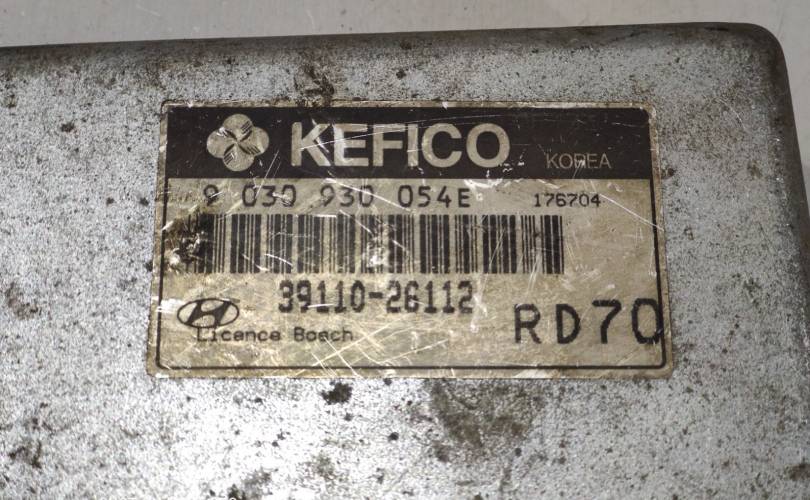 KEFICO KOREA
9 030 930 054E 176704
39110-26112
Licence Bosch RD70